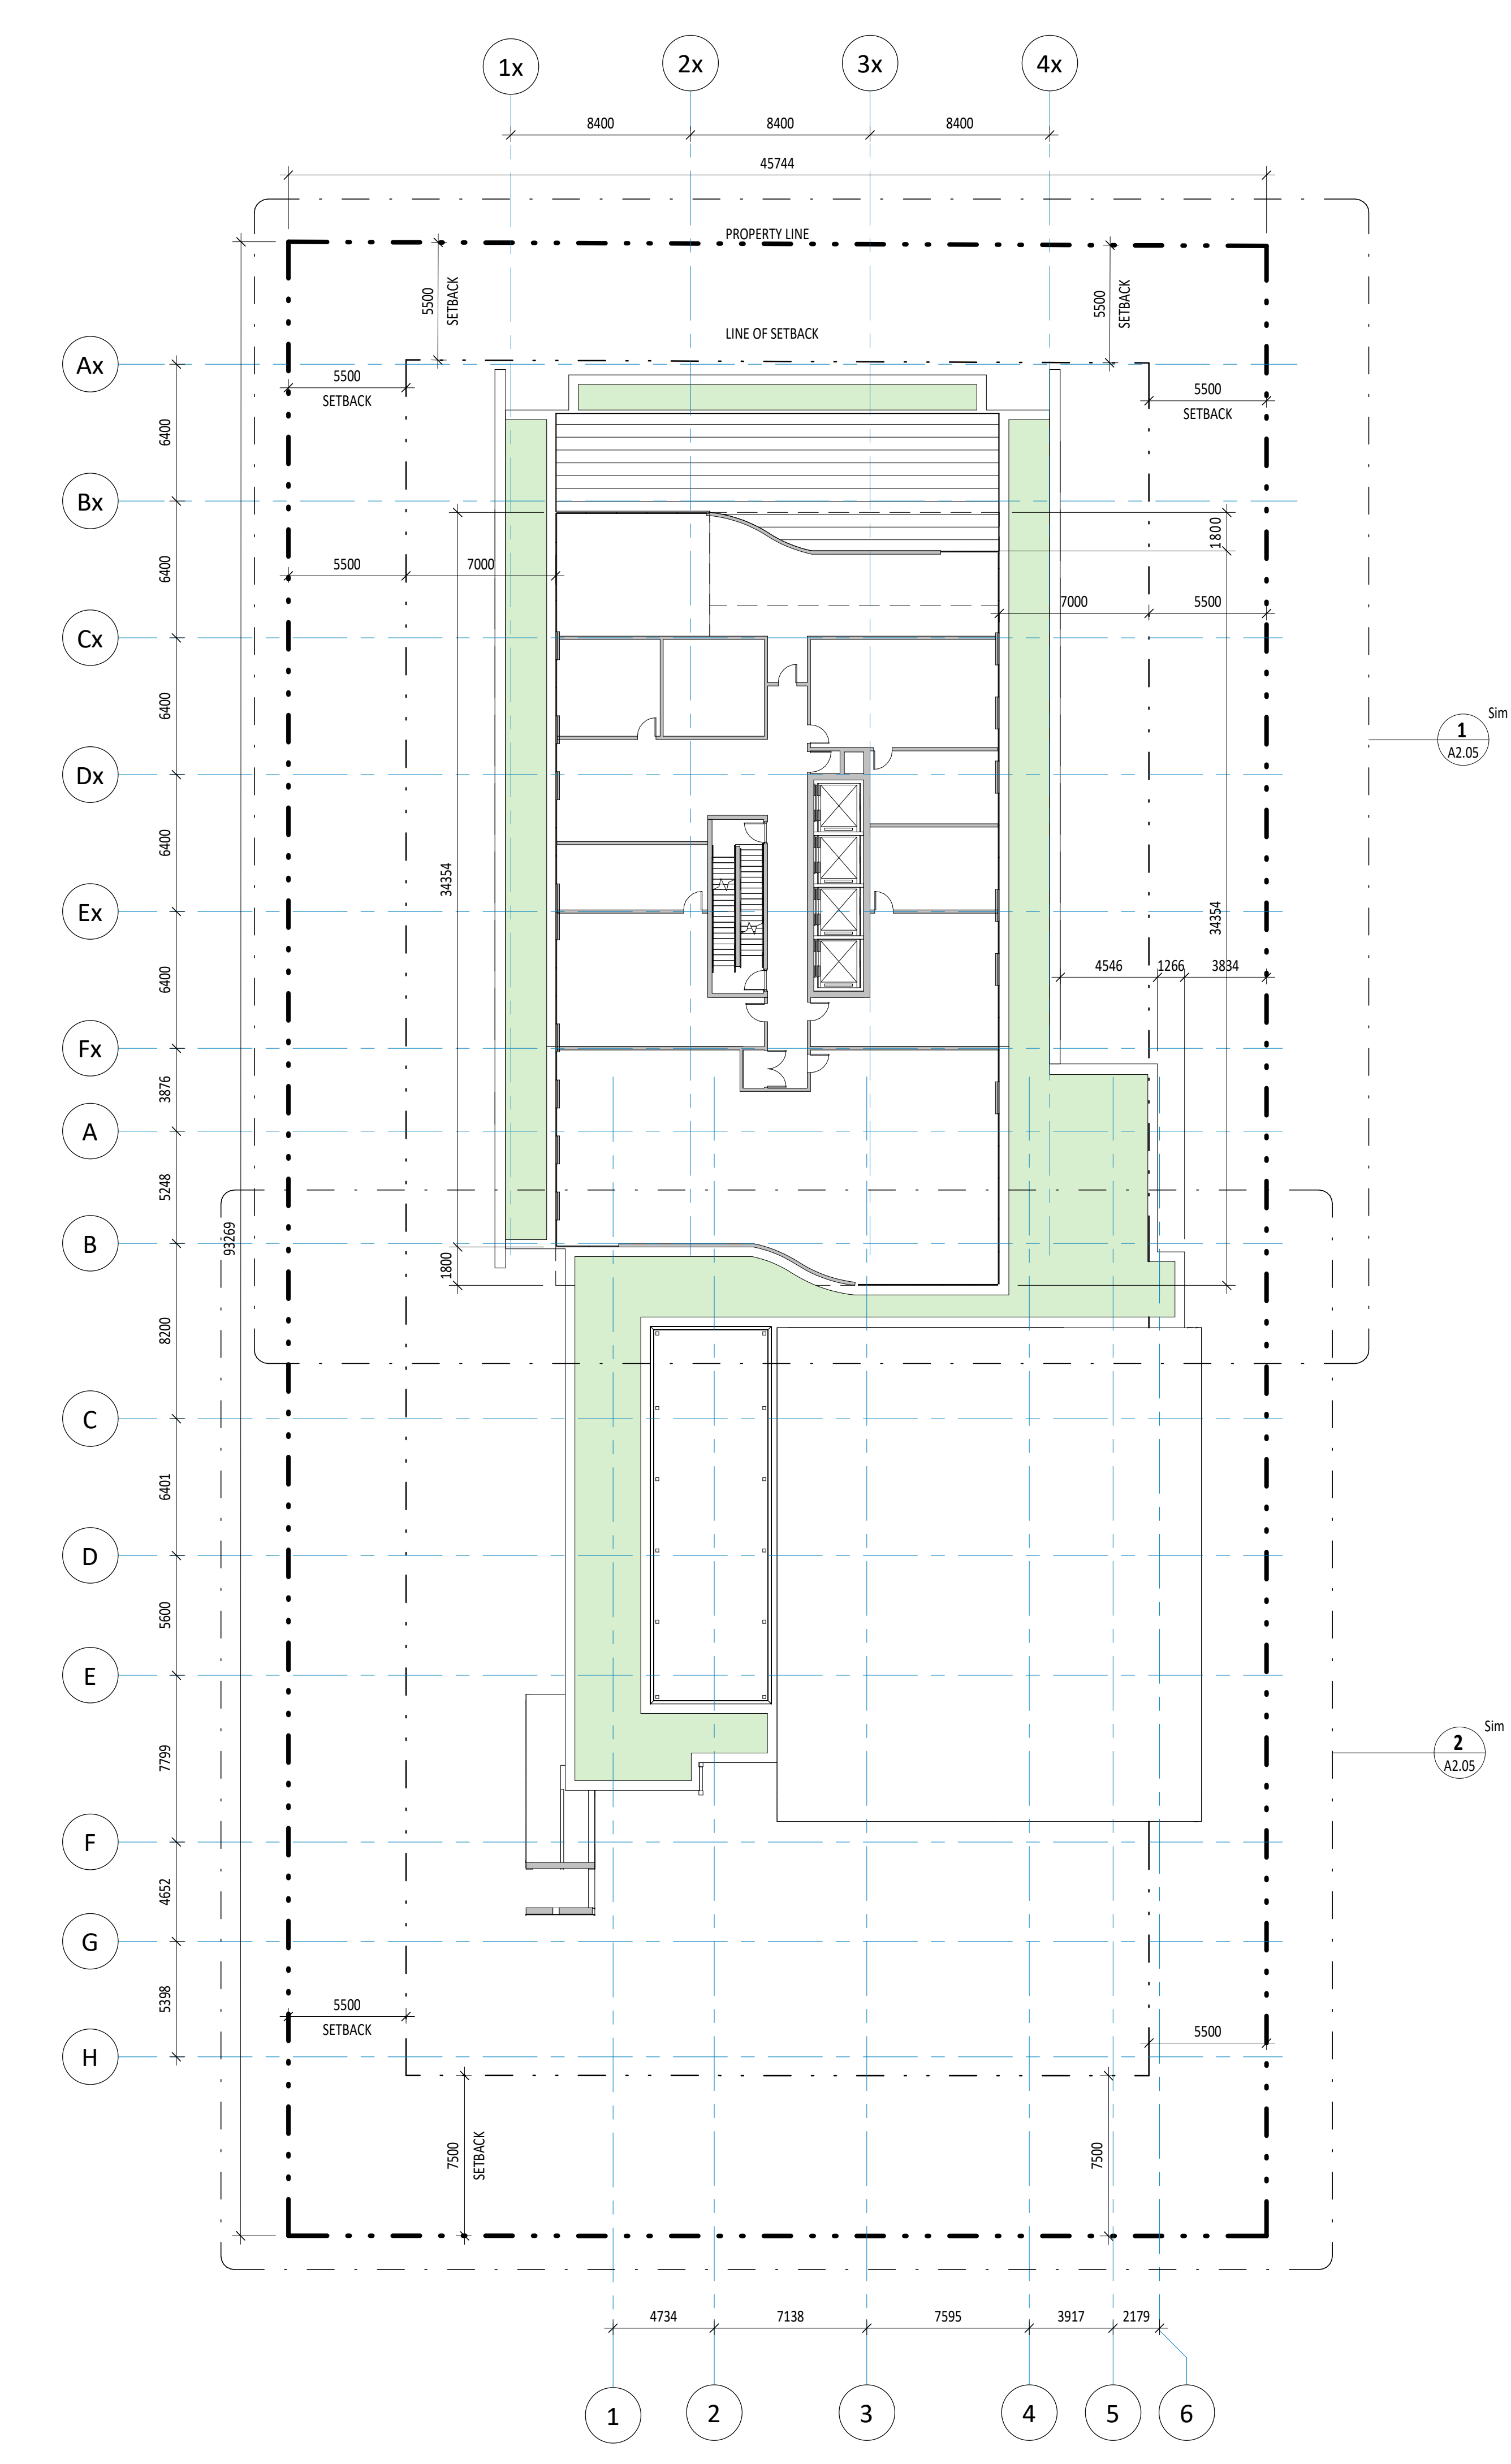 1x 2x 3x 4x
8400 8400 8400
45744
PROPERTY LINE
5500 SETBACK
5500 SETBACK
LINE OF SETBACK
Ax
5500
SETBACK
5500
SETBACK
6400
Bx
1800
6400
5500 7000
7000 5500
Cx
6400
Sim
1
A2.05
Dx
6400
34354
34354
Ex
6400
4546 1266 3834
Fx
3876
A
5248
93269
B
1800
8200
C
6401
D
5600
E
7799
Sim
2
A2.05
F
4652
G
5398
5500
SETBACK
5500
H
7500 SETBACK
7500
4734 7138 7595 3917 2179
1 2 3 4 5 6